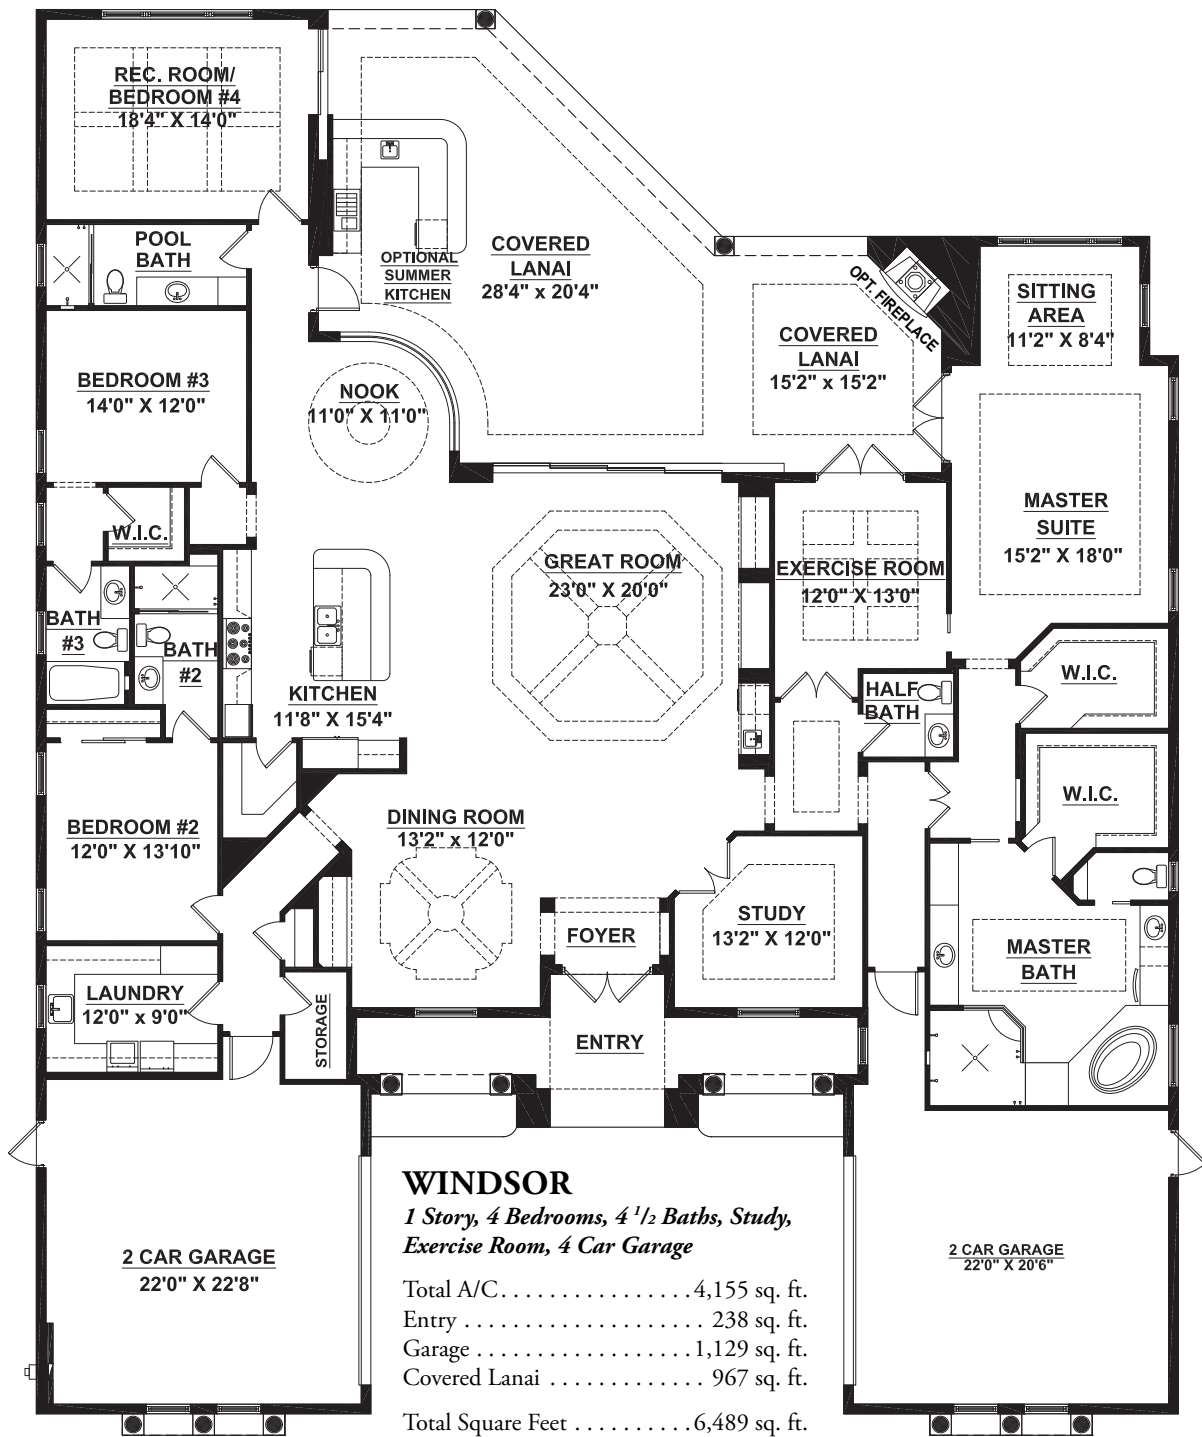 REC. ROOM/
BEDROOM #4
18'4" X 14'0"
POOL
BATH
OPTIONAL
SUMMER
KITCHEN
COVERED
LANAI
28'4" x 20'4"
OPT. FIREPLACE
SITTING
AREA
11'2" X 8'4"
COVERED
LANAI
15'2" x 15'2"
BEDROOM #3
14'0" X 12'0"
NOOK
11'0" X 11'0"
MASTER
SUITE
15'2" X 18'0"
W.I.C.
GREAT ROOM
23'0" X 20'0"
EXERCISE ROOM
12'0" X 13'0"
BATH
#3
BATH
#2
KITCHEN
11'8" X 15'4"
HALF
BATH
W.I.C.
W.I.C.
BEDROOM #2
12'0" X 13'10"
DINING ROOM
13'2" x 12'0"
FOYER
STUDY
13'2" X 12'0"
MASTER
BATH
LAUNDRY
12'0" x 9'0"
STORAGE
ENTRY
WINDSOR
1 Story, 4 Bedrooms, 4 1/2 Baths, Study,
Exercise Room, 4 Car Garage
Total A/C................4,155 sq. ft.
Entry .................... 238 sq. ft.
Garage ...................1,129 sq. ft.
Covered Lanai ............. 967 sq. ft.
Total Square Feet ..........6,489 sq. ft.
2 CAR GARAGE
22'0" X 22'8"
2 CAR GARAGE
22'0" X 20'6"